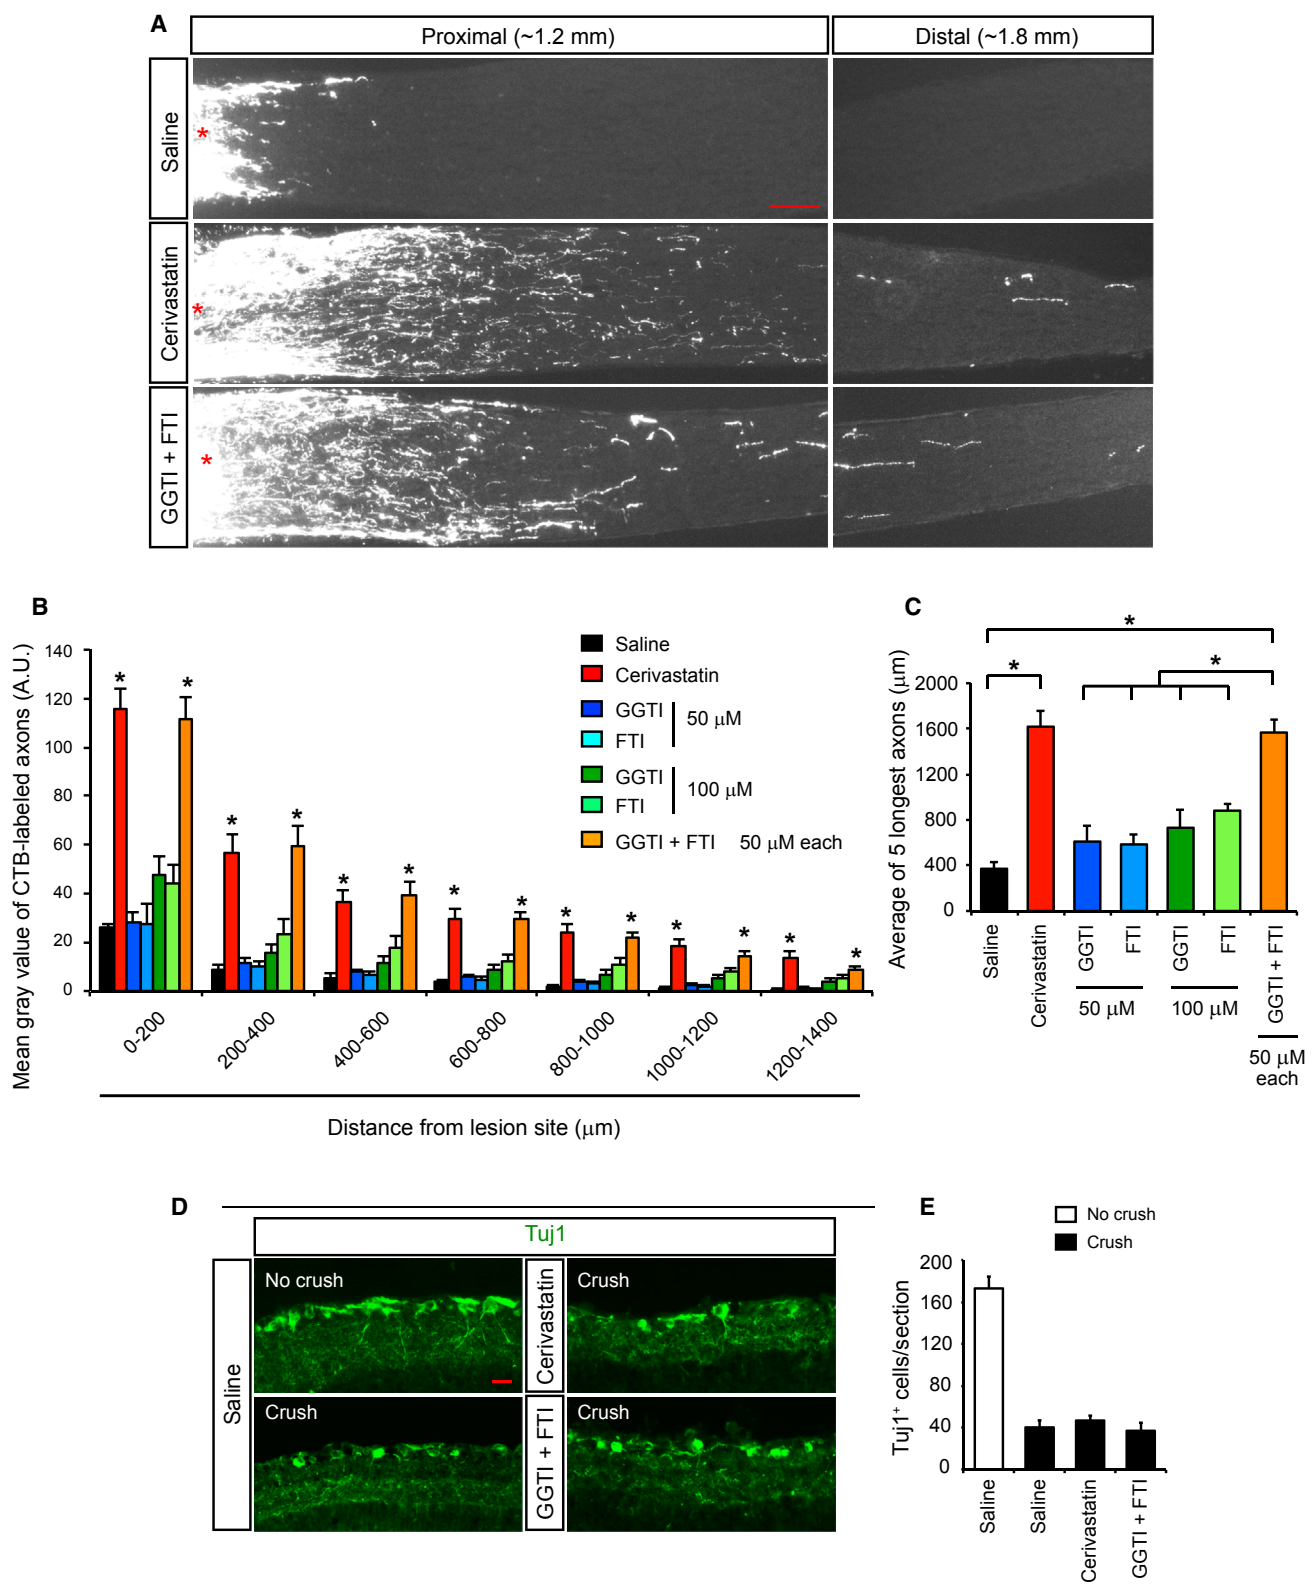 A
Proximal (~1.2 mm)
Distal (~1.8 mm)
Saline
*
Cerivastatin
*
GGTI + FTI
*
B
Mean gray value of CTB-labeled axons (A.U.)
140
120
100
80
60
40
20
0
* *
* *
* *
* *
* *
* *
* *
Saline
Cerivastatin
GGTI
FTI
50 μM
GGTI
FTI
100 μM
GGTI + FTI 50 μM each
0-200
200-400
400-600
600-800
800-1000
1000-1200
1200-1400
Distance from lesion site (μm)
C
Average of 5 longest axons (μm)
2000
1600
1200
800
400
0
*
*
*
Saline
Cerivastatin
GGTI
FTI
50 μM
GGTI
FTI
100 μM
GGTI + FTI
50 μM
each
D
Tuj1
Saline
No crush
Crush
Cerivastatin
Crush
GGTI + FTI
Crush
E
No crush
Crush
Tuj1⁺ cells/section
200
160
120
80
40
0
Saline
Saline
Cerivastatin
GGTI + FTI